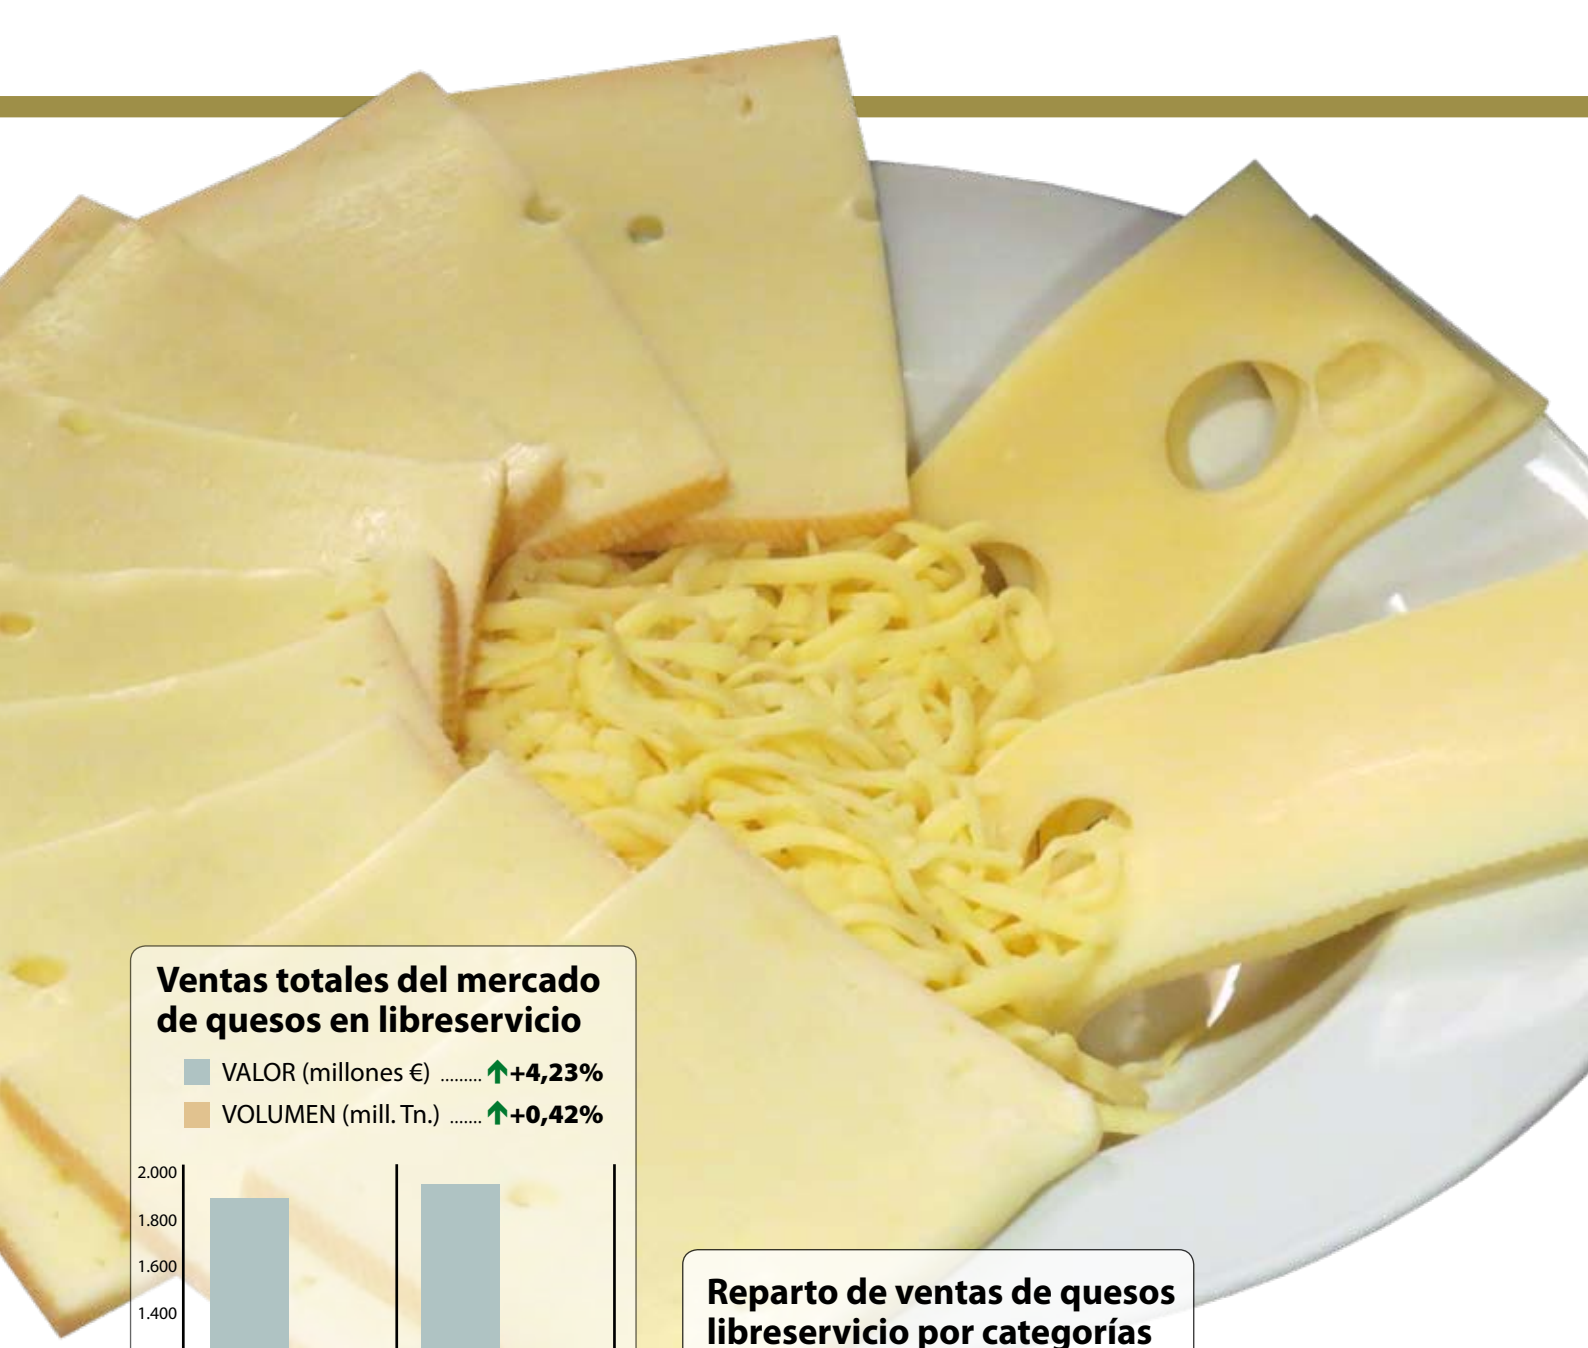 Ventas totales del mercado
de quesos en libreservicio
VALOR (millones €) ......... +4,23%
VOLUMEN (mill. Tn.) ....... +0,42%
2.000
1.800
1.600
1.400
Reparto de ventas de quesos
libreservicio por categorías